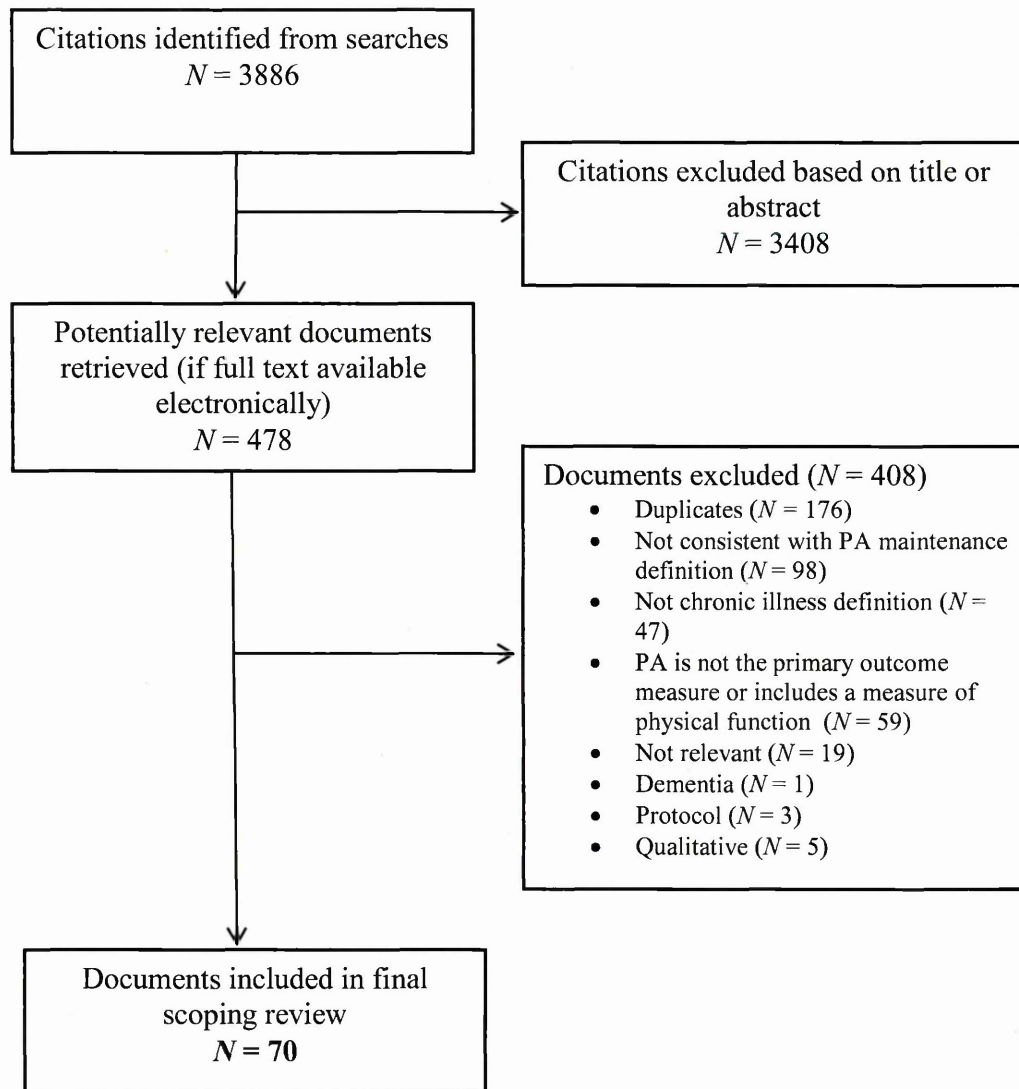 Citations identified from searches
N = 3886
Citations excluded based on title or
abstract
N = 3408
Potentially relevant documents
retrieved (if full text available
electronically)
N = 478
Documents excluded (N = 408)
• Duplicates (N = 176)
• Not consistent with PA maintenance
definition (N = 98)
• Not chronic illness definition (N =
47)
• PA is not the primary outcome
measure or includes a measure of
physical function (N = 59)
• Not relevant (N = 19)
• Dementia (N = 1)
• Protocol (N = 3)
• Qualitative (N = 5)
Documents included in final
scoping review
N = 70